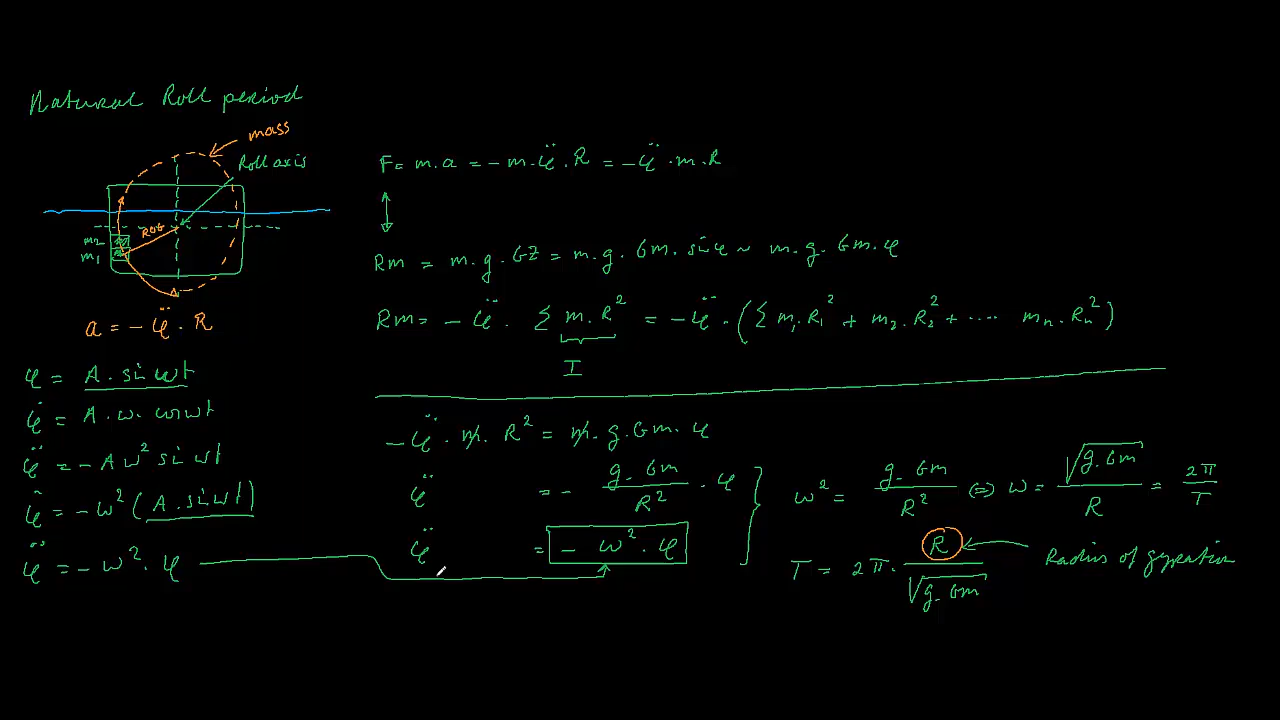 Natural Roll period
mass
Roll axis
ROG
m2
m1
a = - φ̈ . R
φ = A . sin ωt
φ̇ = A . ω . cos ωt
φ̈ = - A ω² sin ωt
φ̈ = - ω² ( A . sin ωt )
φ̈ = - ω² . φ
F = m . a = - m . φ̈ . R = - φ̈ . m . R
Rm = m . g . GZ = m . g . Gm . sin φ ~ m . g . Gm . φ
Rm = - φ̈ . Σ m . R² = - φ̈ . ( Σ m₁ . R₁² + m₂ . R₂² + .... mₙ . Rₙ² )
I
- φ̈ . m . R² = m . g . Gm . φ
φ̈ = - g . Gm / R² . φ
φ̈ = - ω² . φ
ω² = g . Gm / R² ⇔ ω = √g . Gm / R = 2π / T
T = 2π . R / √g . Gm
Radius of gyration